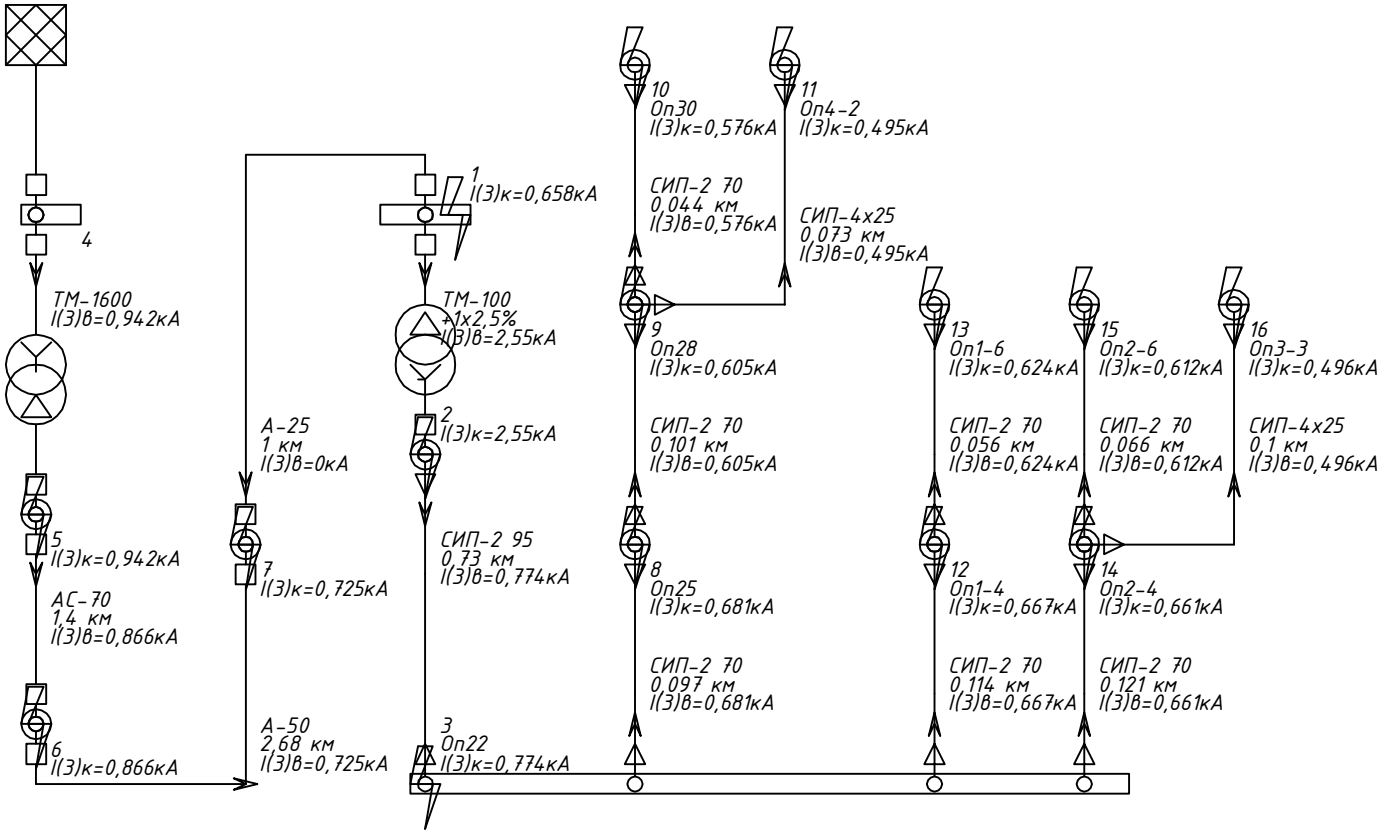 4
ТМ-1600
I(3)в=0,942кА
5
I(3)к=0,942кА
АС-70
1,4 км
I(3)в=0,866кА
6
I(3)к=0,866кА
А-25
1 км
I(3)в=0кА
7
I(3)к=0,725кА
А-50
2,68 км
I(3)в=0,725кА
1
I(3)к=0,658кА
ТМ-100
+1х2,5%
I(3)в=2,55кА
2
I(3)к=2,55кА
СИП-2 95
0,73 км
I(3)в=0,774кА
3
Оп22
I(3)к=0,774кА
10
Оп30
I(3)к=0,576кА
СИП-2 70
0,044 км
I(3)в=0,576кА
9
Оп28
I(3)к=0,605кА
СИП-2 70
0,101 км
I(3)в=0,605кА
8
Оп25
I(3)к=0,681кА
СИП-2 70
0,097 км
I(3)в=0,681кА
11
Оп4-2
I(3)к=0,495кА
СИП-4х25
0,073 км
I(3)в=0,495кА
13
Оп1-6
I(3)к=0,624кА
СИП-2 70
0,056 км
I(3)в=0,624кА
12
Оп1-4
I(3)к=0,667кА
СИП-2 70
0,114 км
I(3)в=0,667кА
15
Оп2-6
I(3)к=0,612кА
СИП-2 70
0,066 км
I(3)в=0,612кА
14
Оп2-4
I(3)к=0,661кА
СИП-2 70
0,121 км
I(3)в=0,661кА
16
Оп3-3
I(3)к=0,496кА
СИП-4х25
0,1 км
I(3)в=0,496кА